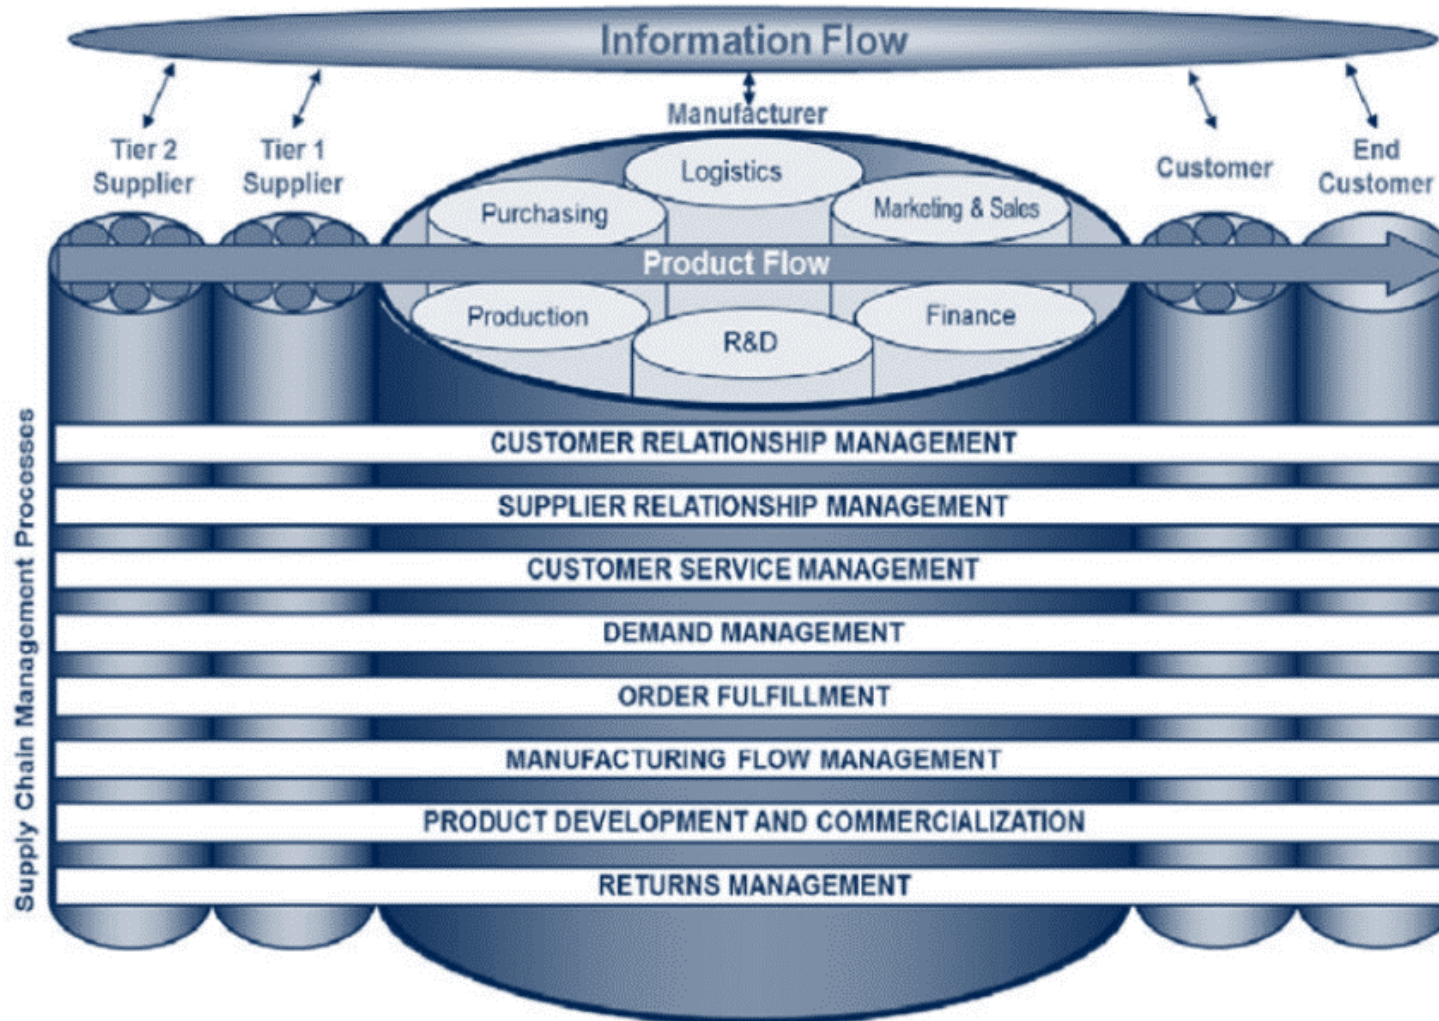 Information Flow
Manufacturer
Tier 2
Supplier
Tier 1
Supplier
Customer
End
Customer
Logistics
Purchasing
Marketing & Sales
Product Flow
Production
R&D
Finance
Supply Chain Management Processes
CUSTOMER RELATIONSHIP MANAGEMENT
SUPPLIER RELATIONSHIP MANAGEMENT
CUSTOMER SERVICE MANAGEMENT
DEMAND MANAGEMENT
ORDER FULFILLMENT
MANUFACTURING FLOW MANAGEMENT
PRODUCT DEVELOPMENT AND COMMERCIALIZATION
RETURNS MANAGEMENT